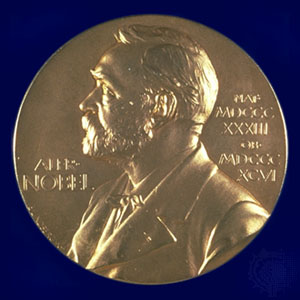 ALFR·
NOBEL
NAT·
MDCCC
XXXIII
OB·
MDCCC
XCVI